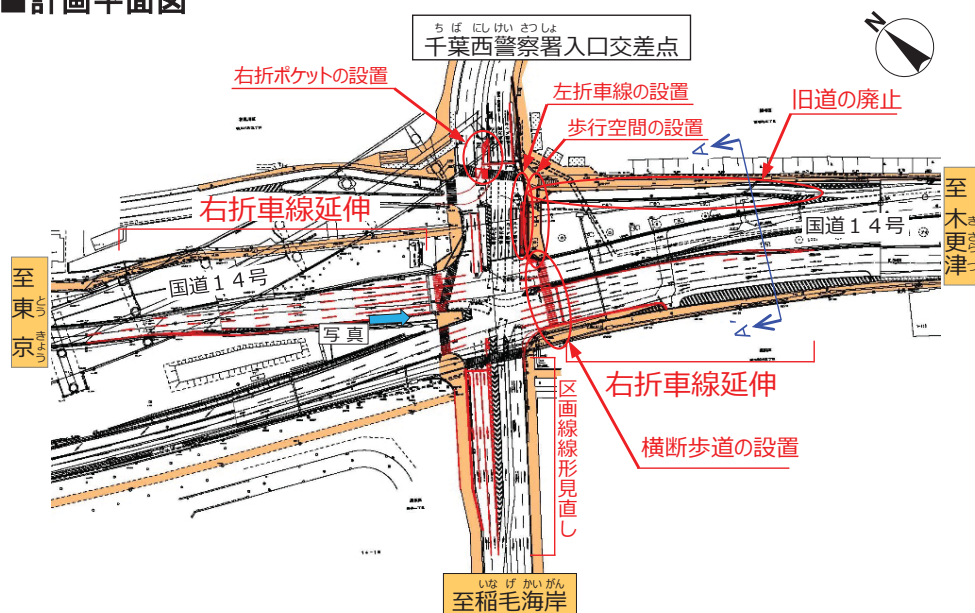 ■計画平面図
ちばにしけいさつしょ
千葉西警察署入口交差点
N
右折ポケットの設置
左折車線の設置
歩行空間の設置
旧道の廃止
A
右折車線延伸
国道14号
至木更津
きさらづ
国道14号
至東京
とうきょう
写真
A
右折車線延伸
区画線線形見直し
横断歩道の設置
いなげかいがん
至稲毛海岸